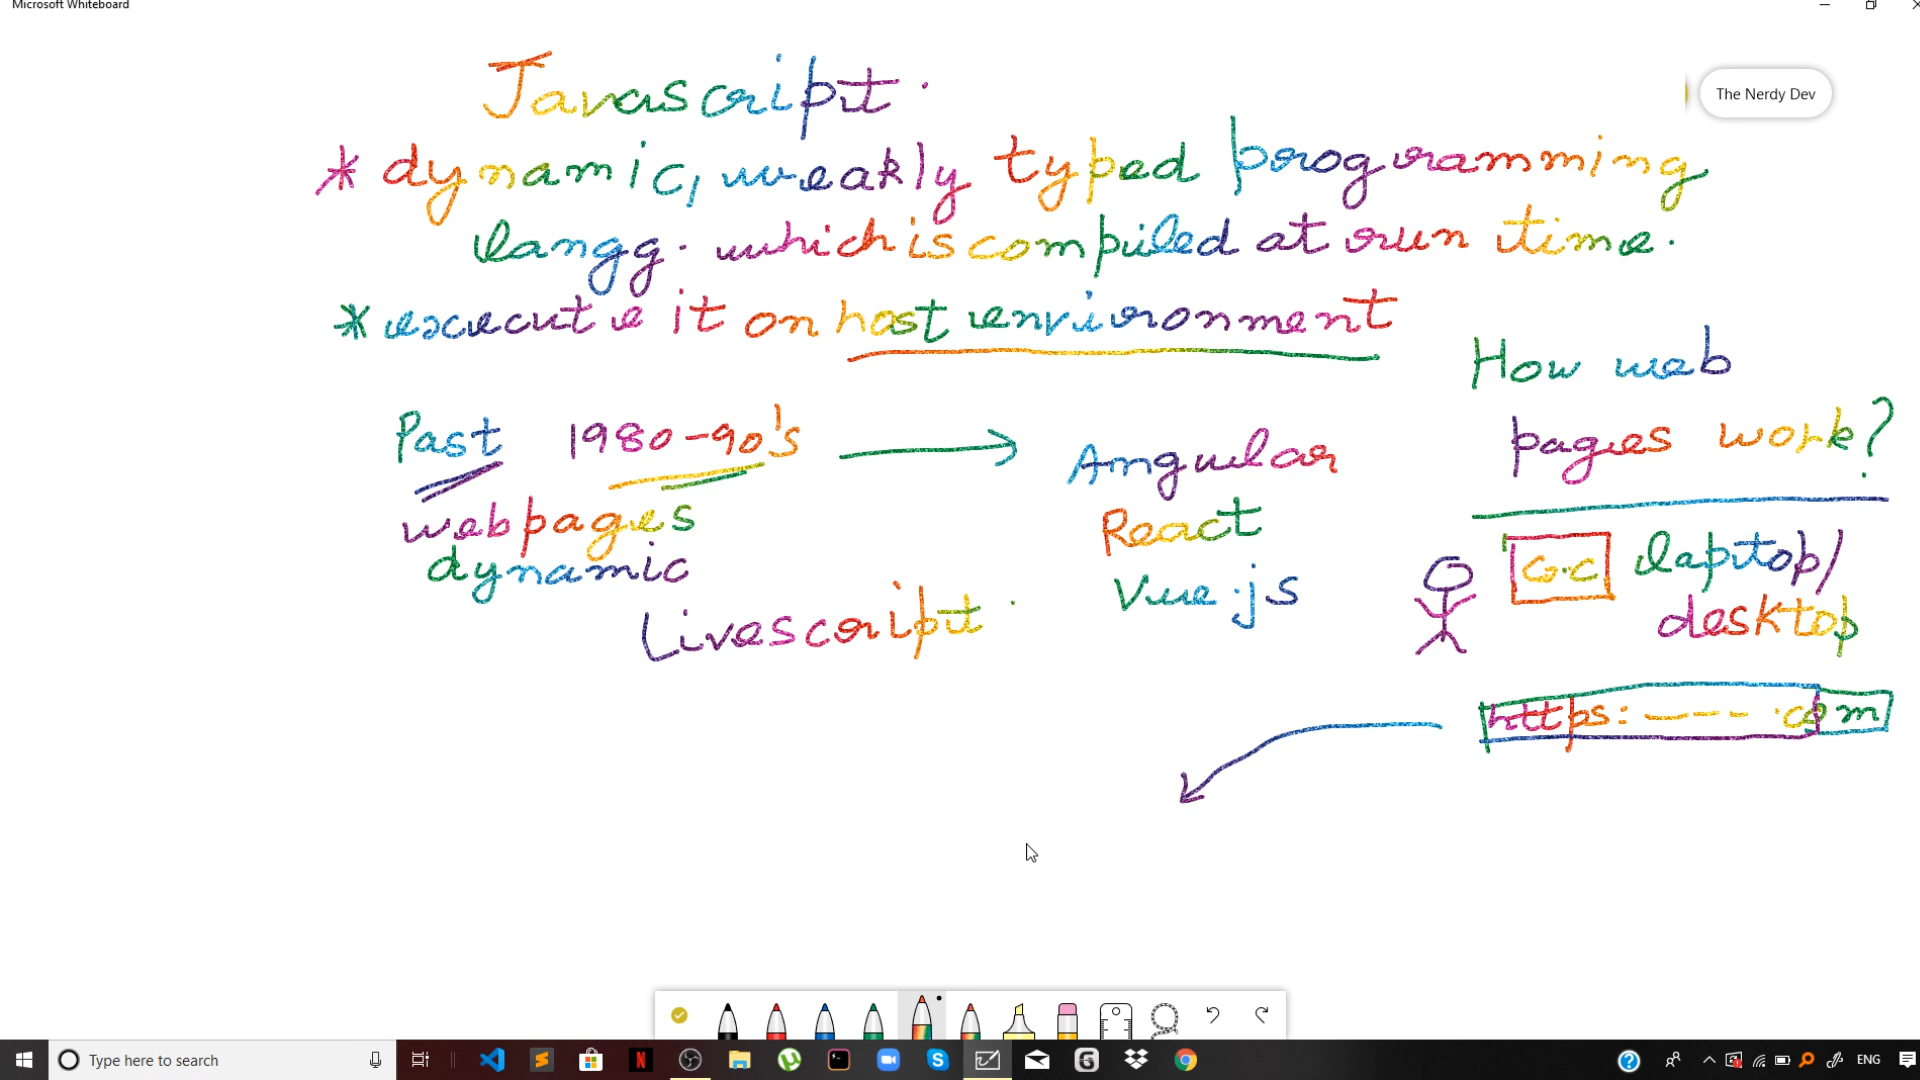 Microsoft Whiteboard
The Nerdy Dev
Javascript.
* dynamic, weakly typed programming
langg. which is compiled at run time.
* execute it on host environment
Past 1980-90's
webpages
dynamic
Livescript
Angular
React
Vue.js
How web
pages work?
G.C laptop/
desktop
https: ---- .com
Type here to search
ENG